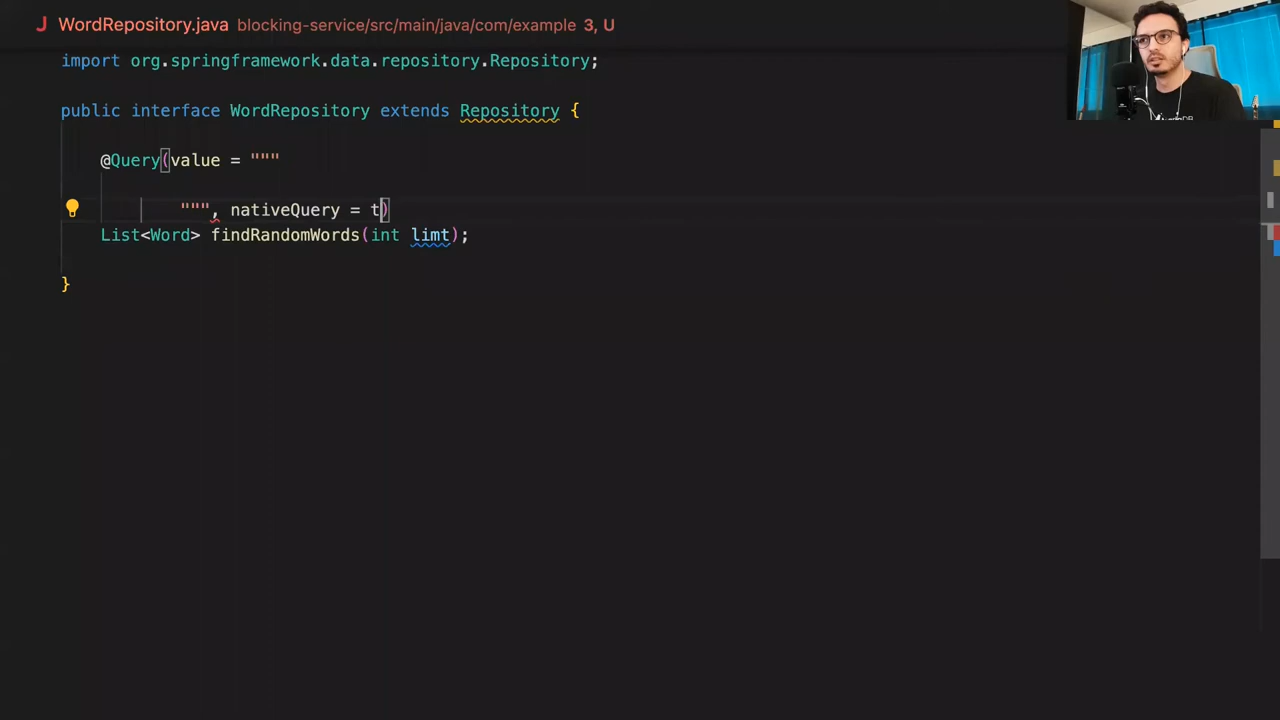 J WordRepository.java blocking-service/src/main/java/com/example 3, U
import org.springframework.data.repository.Repository;
public interface WordRepository extends Repository {
@Query(value = """
""", nativeQuery = t)
List<Word> findRandomWords(int limt);
}